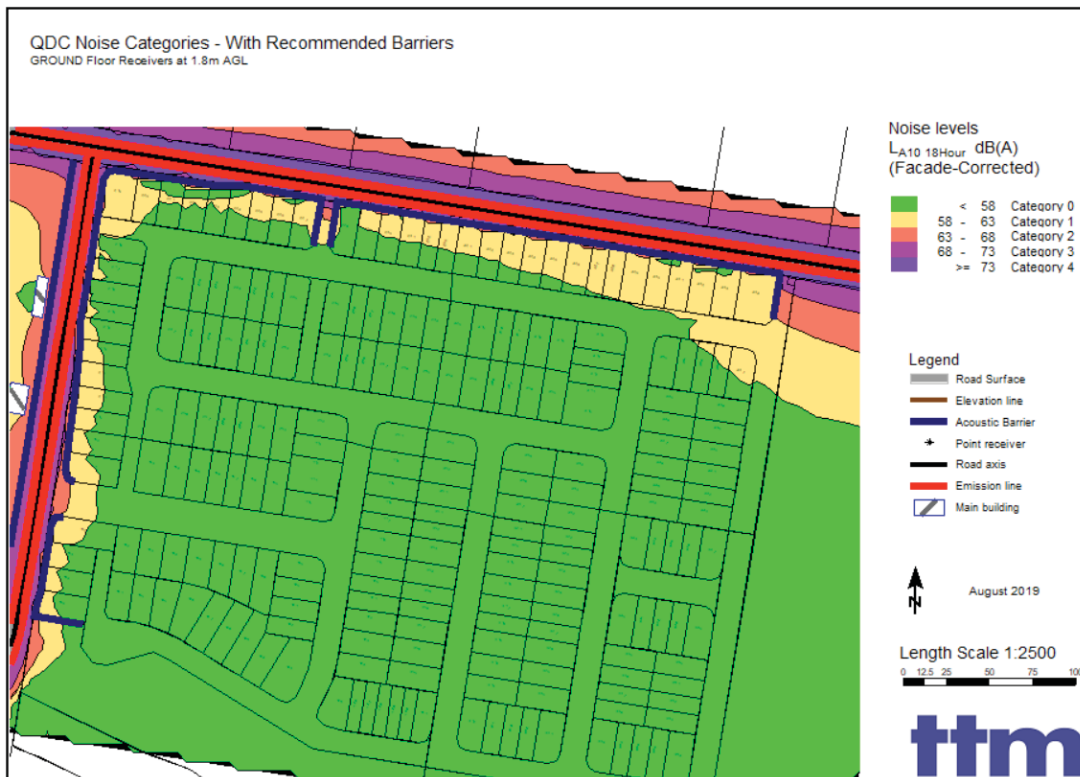 QDC Noise Categories - With Recommended Barriers
GROUND Floor Receivers at 1.8m AGL
Noise levels
LA10 18Hour dB(A)
(Facade-Corrected)
< 58 Category 0
58 - 63 Category 1
63 - 68 Category 2
68 - 73 Category 3
>= 73 Category 4
Legend
Road Surface
Elevation line
Acoustic Barrier
Point receiver
Road axis
Emission line
Main building
N
August 2019
Length Scale 1:2500
0 12.5 25 50 75 100
ttm